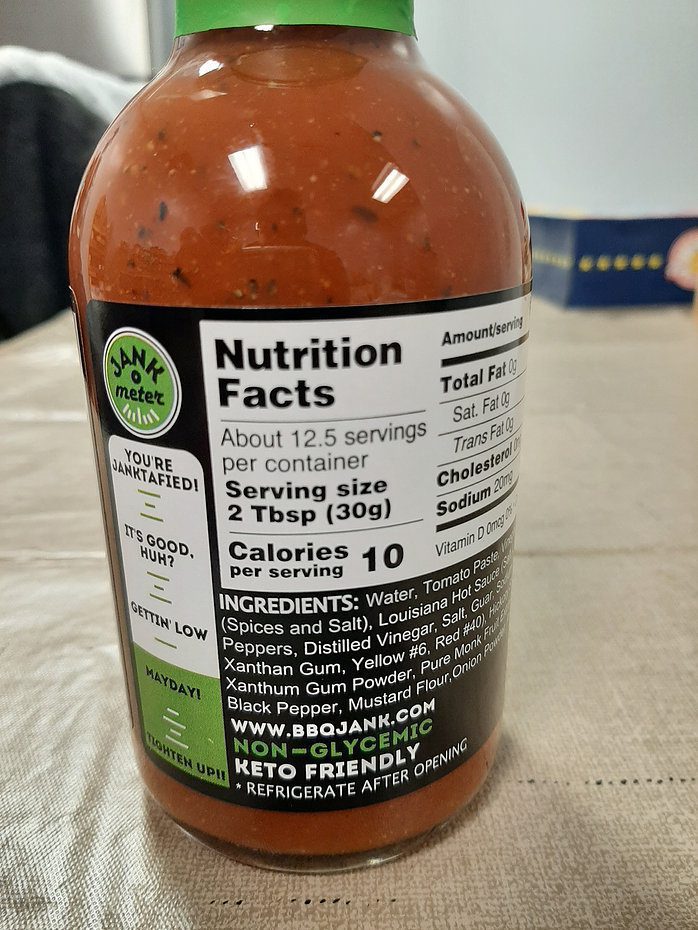 JANK
o
meter
YOU'RE
JANKTAFIED!
IT'S GOOD,
HUH?
GETTIN' LOW
MAYDAY!
TIGHTEN UP!!
Nutrition
Facts
About 12.5 servings
per container
Serving size
2 Tbsp (30g)
Calories
per serving 10
Amount/serving
Total Fat 0g
Sat. Fat 0g
Trans Fat 0g
Cholesterol
Sodium 20mg
Vitamin D 0mcg 0%
INGREDIENTS: Water, Tomato Paste,
(Spices and Salt), Louisiana Hot Sauce
Peppers, Distilled Vinegar, Salt, Guar,
Xanthan Gum, Yellow #6, Red #40),
Xanthum Gum Powder, Pure Monk Fruit
Black Pepper, Mustard Flour,Onion
WWW.BBQJANK.COM
NON-GLYCEMIC
KETO FRIENDLY
* REFRIGERATE AFTER OPENING